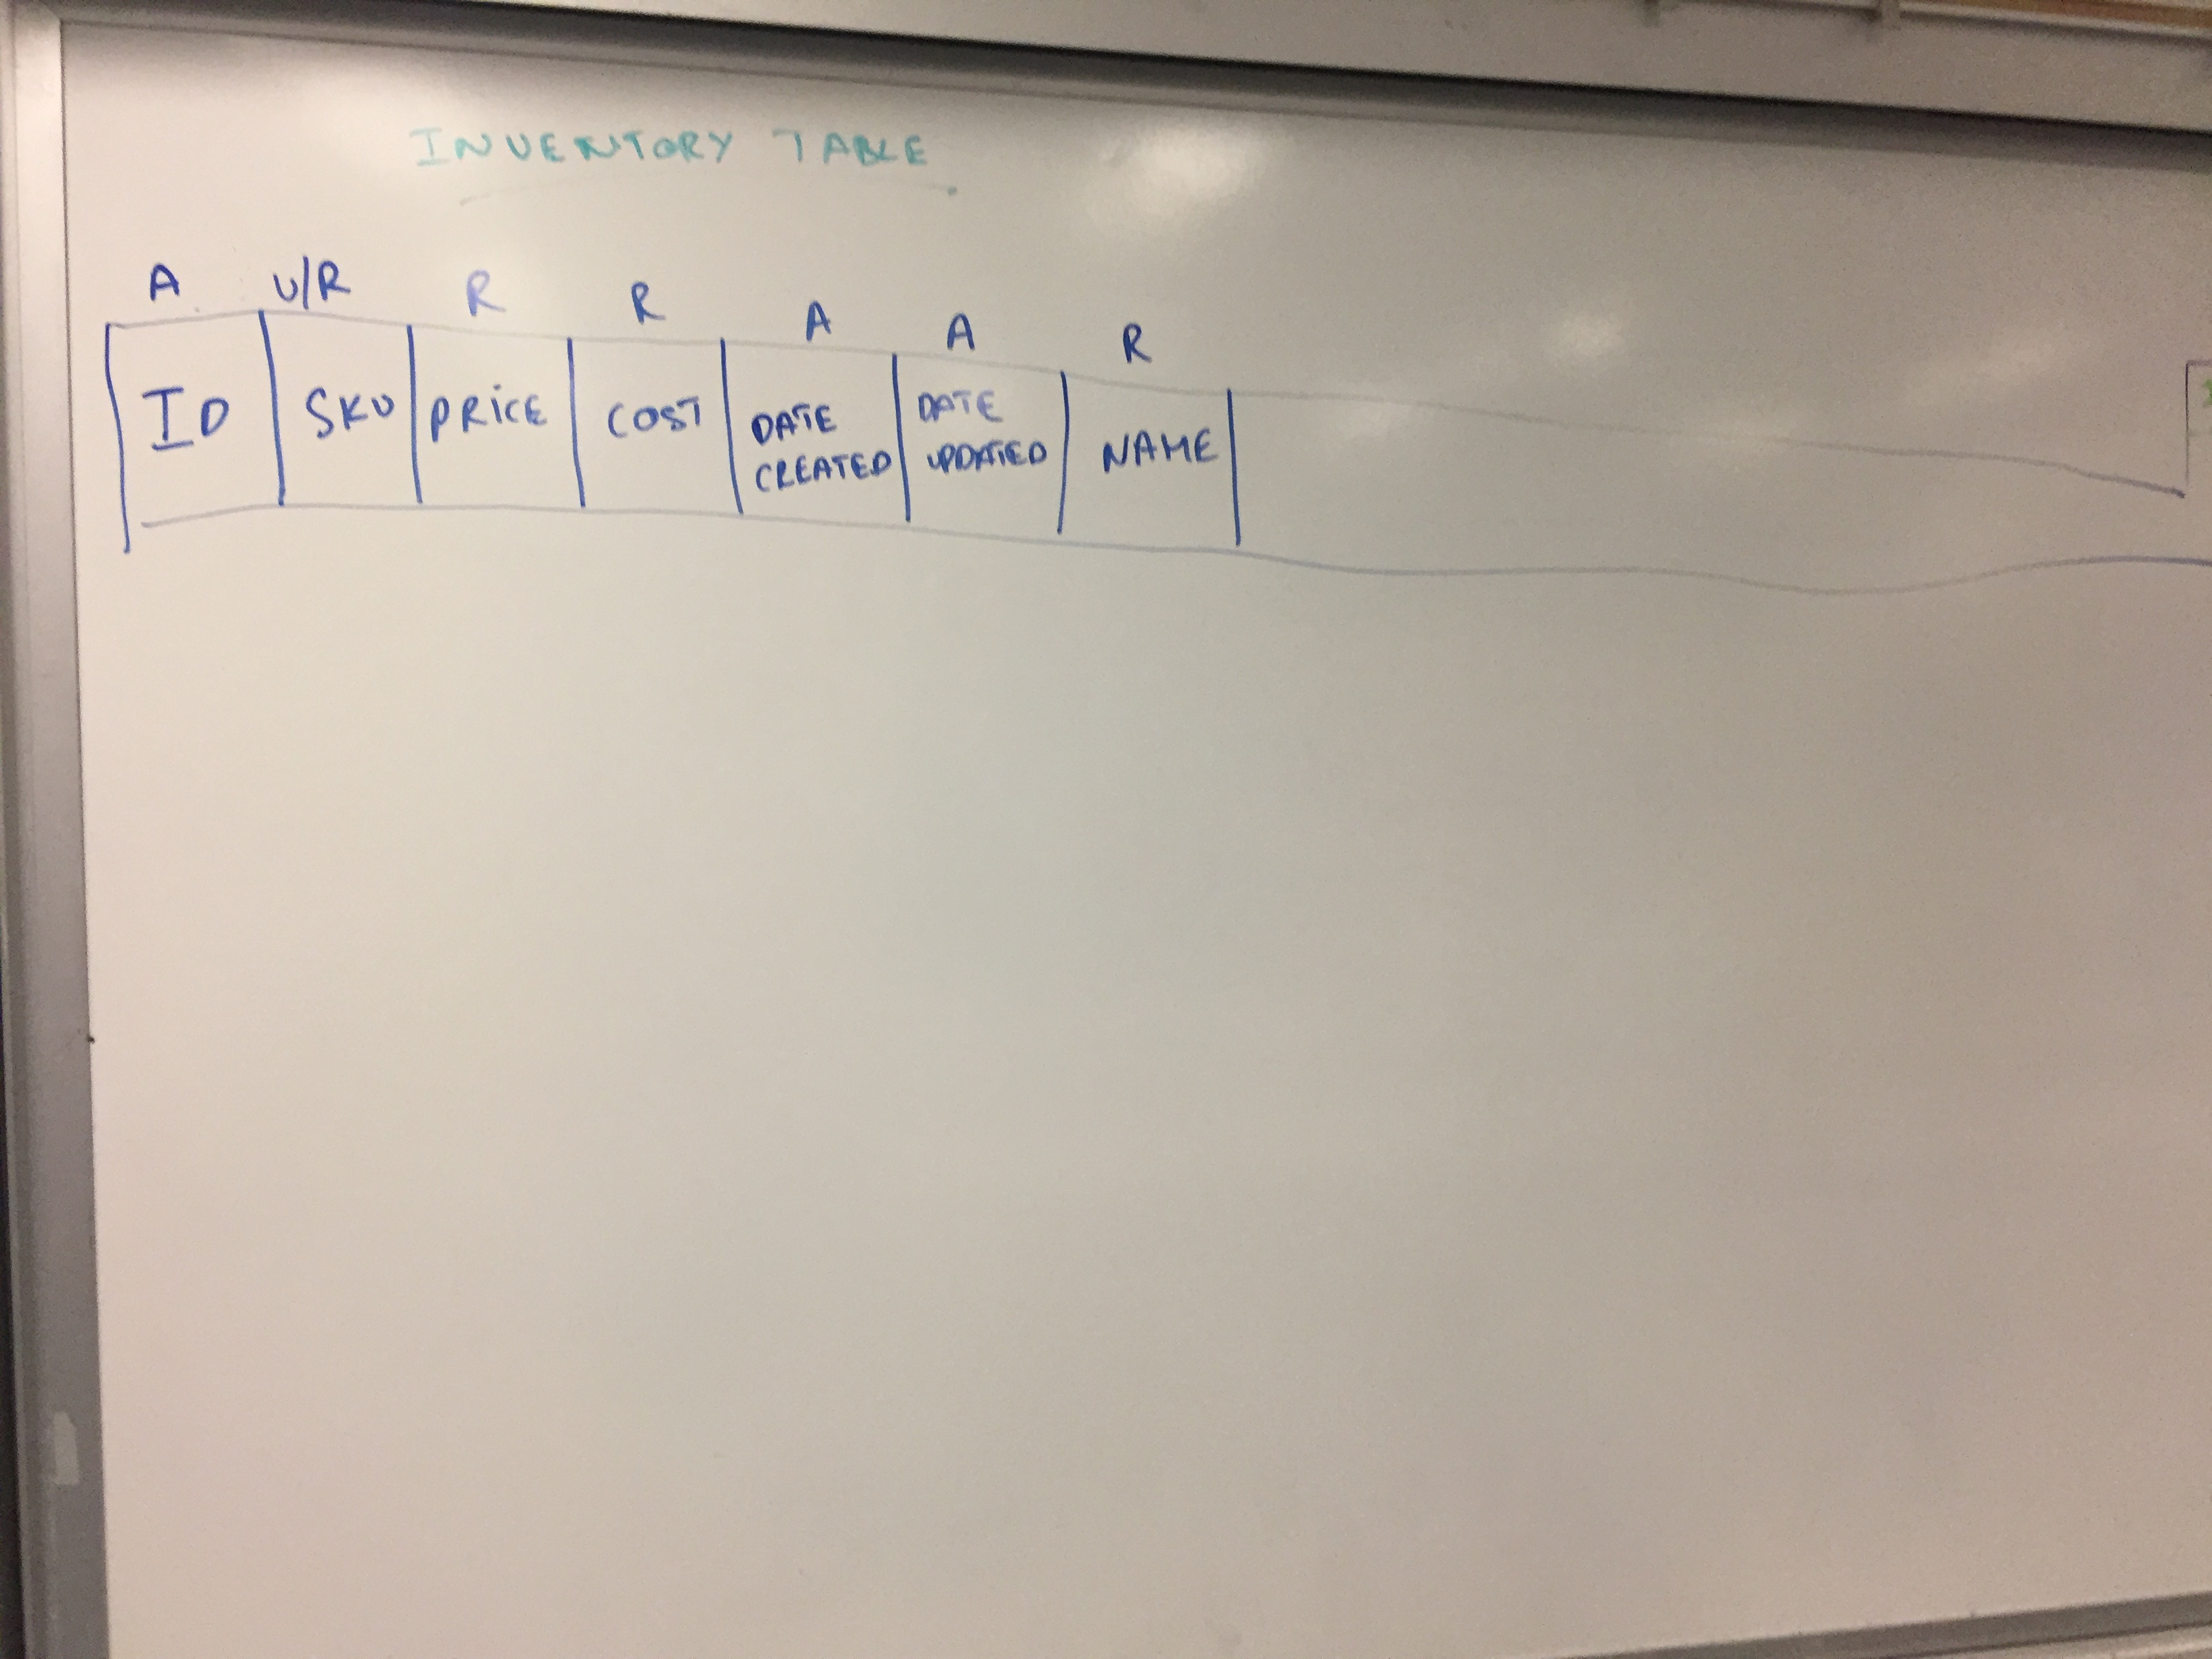 INVENTORY TABLE
A U/R R R A A R
ID SKU PRICE COST DATE CREATED DATE UPDATED NAME